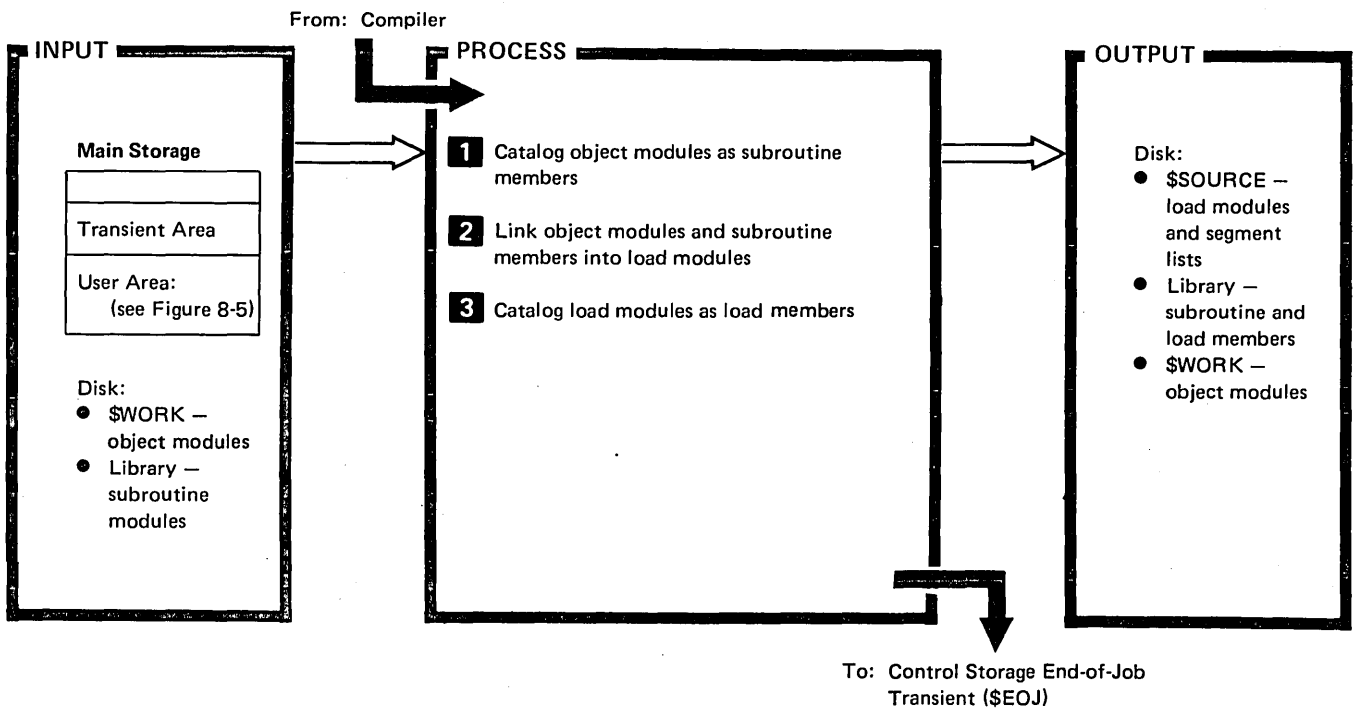 From: Compiler
INPUT
Main Storage
Transient Area
User Area:
(see Figure 8-5)
Disk:
● $WORK —
object modules
● Library —
subroutine
modules
PROCESS
1 Catalog object modules as subroutine
members
2 Link object modules and subroutine
members into load modules
3 Catalog load modules as load members
OUTPUT
Disk:
● $SOURCE —
load modules
and segment
lists
● Library —
subroutine and
load members
● $WORK —
object modules
To: Control Storage End-of-Job
Transient ($EOJ)